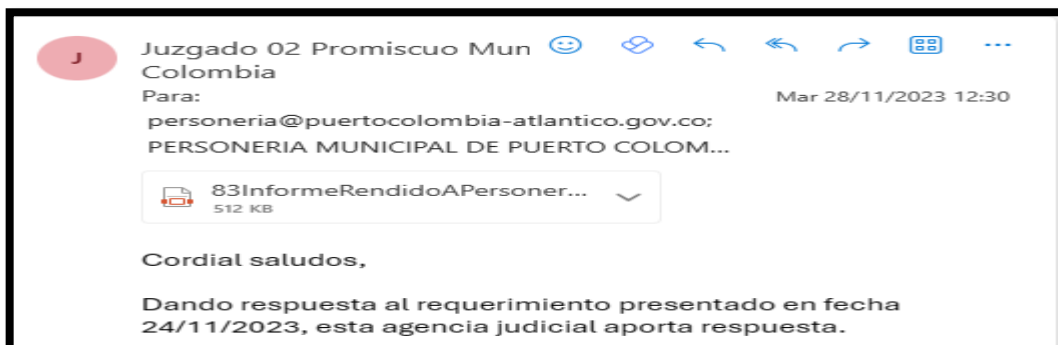 J
Juzgado 02 Promiscuo Mun
Colombia
Para:
Mar 28/11/2023 12:30
personeria@puertocolombia-atlantico.gov.co;
PERSONERIA MUNICIPAL DE PUERTO COLOM...
83InformeRendidoAPersoner...
512 KB
Cordial saludos,
Dando respuesta al requerimiento presentado en fecha
24/11/2023, esta agencia judicial aporta respuesta.